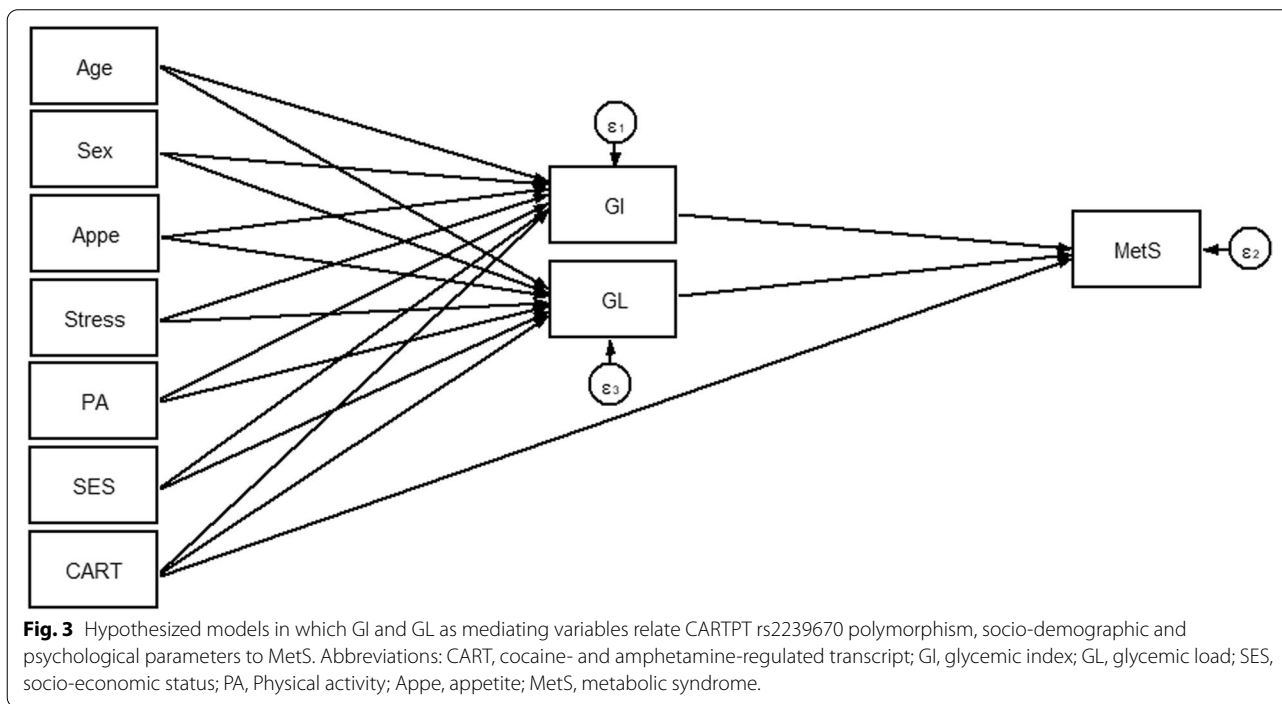 Age
Sex
Appe
Stress
PA
SES
CART
ε1
GI
GL
ε3
MetS
ε2
Fig. 3 Hypothesized models in which GI and GL as mediating variables relate CARTPT rs2239670 polymorphism, socio-demographic and
psychological parameters to MetS. Abbreviations: CART, cocaine- and amphetamine-regulated transcript; GI, glycemic index; GL, glycemic load; SES,
socio-economic status; PA, Physical activity; Appe, appetite; MetS, metabolic syndrome.